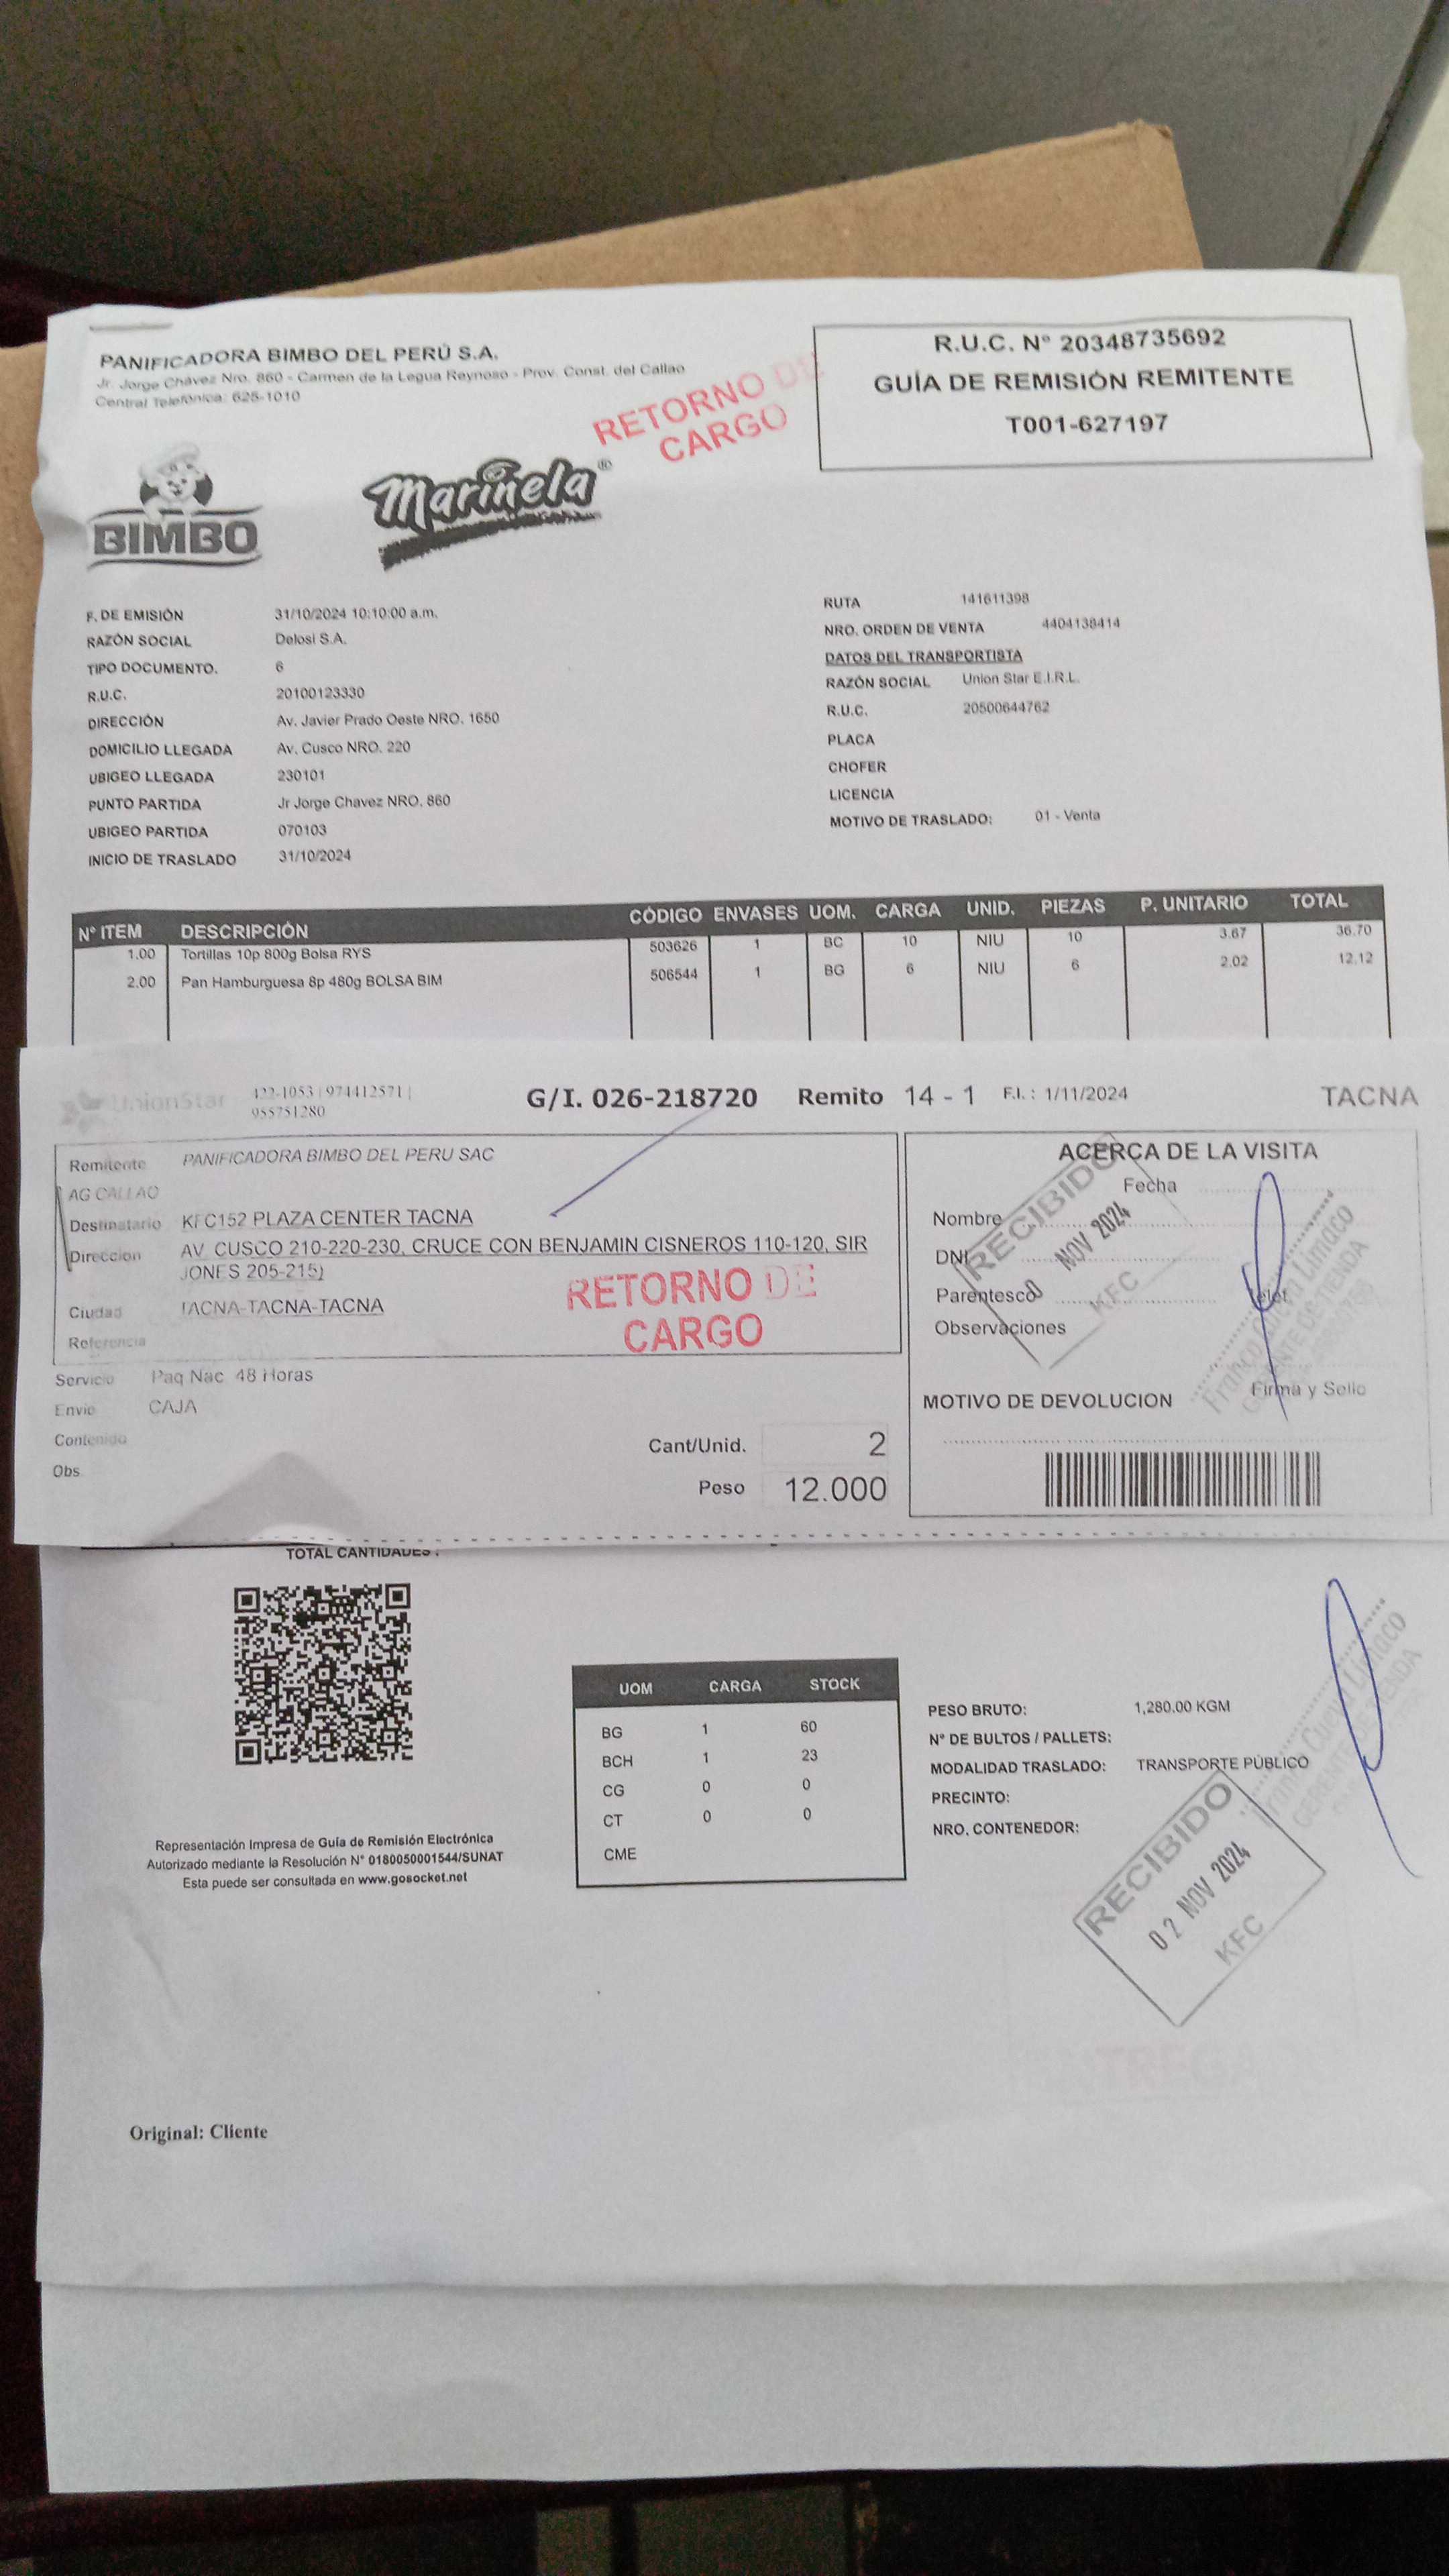 PANIFICADORA BIMBO DEL PERÚ S.A.
Jr. Jorge Chávez Nro. 860 - Carmen de la Legua Reynoso - Prov. Const. del Callao
Central Telefónica: 625-1010
RETORNO DE
CARGO
R.U.C. N° 20348735692
GUÍA DE REMISIÓN REMITENTE
T001-627197
BIMBO
Marinela
F. DE EMISIÓN 31/10/2024 10:10:00 a.m.
RAZÓN SOCIAL Delosi S.A.
TIPO DOCUMENTO. 6
R.U.C. 20100123330
DIRECCIÓN Av. Javier Prado Oeste NRO. 1650
DOMICILIO LLEGADA Av. Cusco NRO. 220
UBIGEO LLEGADA 230101
PUNTO PARTIDA Jr Jorge Chavez NRO. 860
UBIGEO PARTIDA 070103
INICIO DE TRASLADO 31/10/2024
RUTA 141611398
NRO. ORDEN DE VENTA 4404138414
DATOS DEL TRANSPORTISTA
RAZÓN SOCIAL Union Star E.I.R.L.
R.U.C. 20500644762
PLACA
CHOFER
LICENCIA
MOTIVO DE TRASLADO: 01 - Venta
N° ITEM DESCRIPCIÓN CÓDIGO ENVASES UOM. CARGA UNID. PIEZAS P. UNITARIO TOTAL
1.00 Tortillas 10p 800g Bolsa RYS 503626 1 BC 10 NIU 10 3.67 36.70
2.00 Pan Hamburguesa 8p 480g BOLSA BIM 506544 1 BG 6 NIU 6 2.02 12.12
UnionStar 422-1053 | 974412571 |
955751280
G/I. 026-218720 Remito 14 - 1 F.I. : 1/11/2024 TACNA
Remitente PANIFICADORA BIMBO DEL PERU SAC
AG CALLAO
Destinatario KFC152 PLAZA CENTER TACNA
Direccion AV. CUSCO 210-220-230, CRUCE CON BENJAMIN CISNEROS 110-120, SIR
JONES 205-215)
Ciudad TACNA-TACNA-TACNA
Referencia
RETORNO DE
CARGO
Servicio Paq Nac 48 Horas
Envio CAJA
Contenido
Obs
Cant/Unid. 2
Peso 12.000
ACERCA DE LA VISITA
Fecha
Nombre
DNI
Parentesco Telef.
Observaciones
Firma y Sello
MOTIVO DE DEVOLUCION
RECIBIDO
NOV 2024
KFC
Limaco
GERENTE DE TIENDA
TOTAL CANTIDADES :
UOM CARGA STOCK
BG 1 60
BCH 1 23
CG 0 0
CT 0 0
CME
PESO BRUTO: 1,280.00 KGM
N° DE BULTOS / PALLETS:
MODALIDAD TRASLADO: TRANSPORTE PÚBLICO
PRECINTO:
NRO. CONTENEDOR:
Limaco
RECIBIDO
02 NOV 2024
KFC
Representación Impresa de Guía de Remisión Electrónica
Autorizado mediante la Resolución N° 0180050001544/SUNAT
Esta puede ser consultada en www.gosocket.net
Original: Cliente